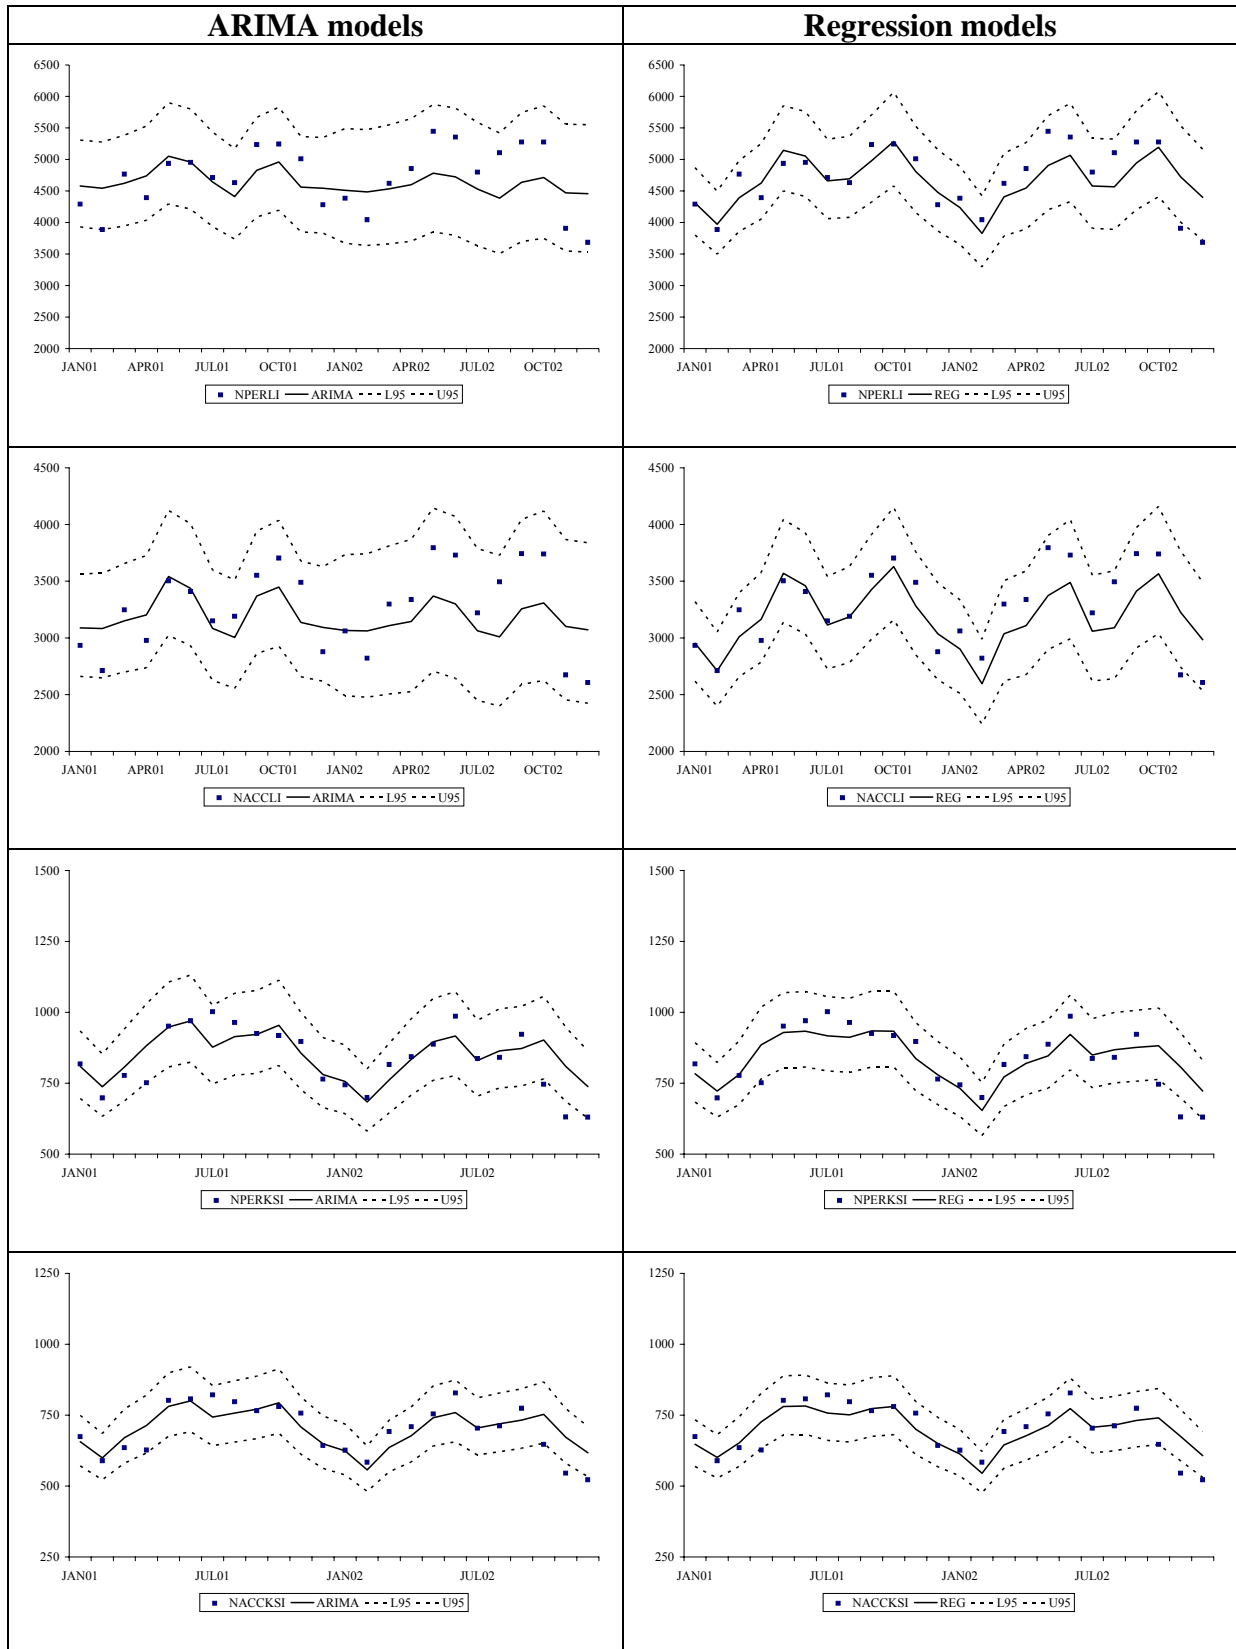 ARIMA models
Regression models
6500
6000
5500
5000
4500
4000
3500
3000
2500
2000
JAN01 APR01 JUL01 OCT01 JAN02 APR02 JUL02 OCT02
NPERLI ARIMA L95 U95
6500
6000
5500
5000
4500
4000
3500
3000
2500
2000
JAN01 APR01 JUL01 OCT01 JAN02 APR02 JUL02 OCT02
NPERLI REG L95 U95
4500
4000
3500
3000
2500
2000
JAN01 APR01 JUL01 OCT01 JAN02 APR02 JUL02 OCT02
NACCLI ARIMA L95 U95
4500
4000
3500
3000
2500
2000
JAN01 APR01 JUL01 OCT01 JAN02 APR02 JUL02 OCT02
NACCLI REG L95 U95
1500
1250
1000
750
500
JAN01 JUL01 JAN02 JUL02
NPERKSI ARIMA L95 U95
1500
1250
1000
750
500
JAN01 JUL01 JAN02 JUL02
NPERKSI REG L95 U95
1250
1000
750
500
250
JAN01 JUL01 JAN02 JUL02
NACCKSI ARIMA L95 U95
1250
1000
750
500
250
JAN01 JUL01 JAN02 JUL02
NACCKSI REG L95 U95